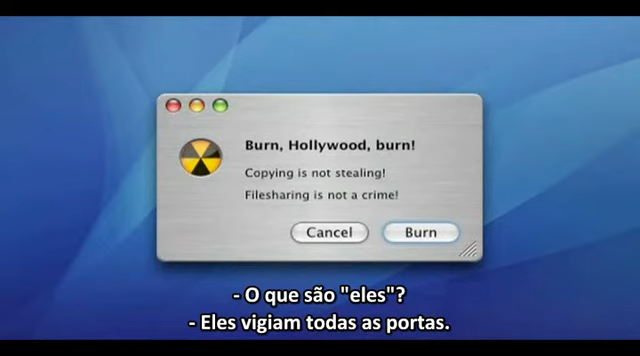 Burn, Hollywood, burn!
Copying is not stealing!
Filesharing is not a crime!
Cancel
Burn
- O que são "eles"?
- Eles vigiam todas as portas.